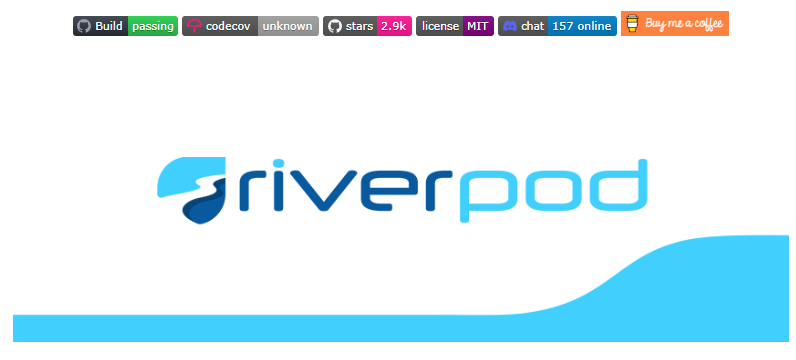 Build passing codecov unknown stars 2.9k license MIT chat 157 online Buy me a coffee
riverpod